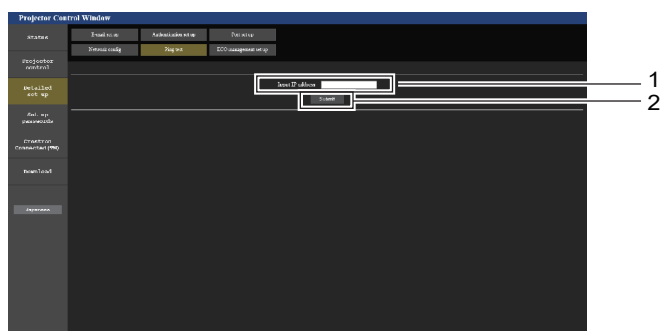 Projector Control Window
Status
E-mail set up
Authentication set up
Port set up
Network config
Ping test
ECO management set up
Projector
control
Detailed
set up
Input IP address
1
Submit
2
Set up
passwords
Crestron
Connected(TM)
Download
Japanese